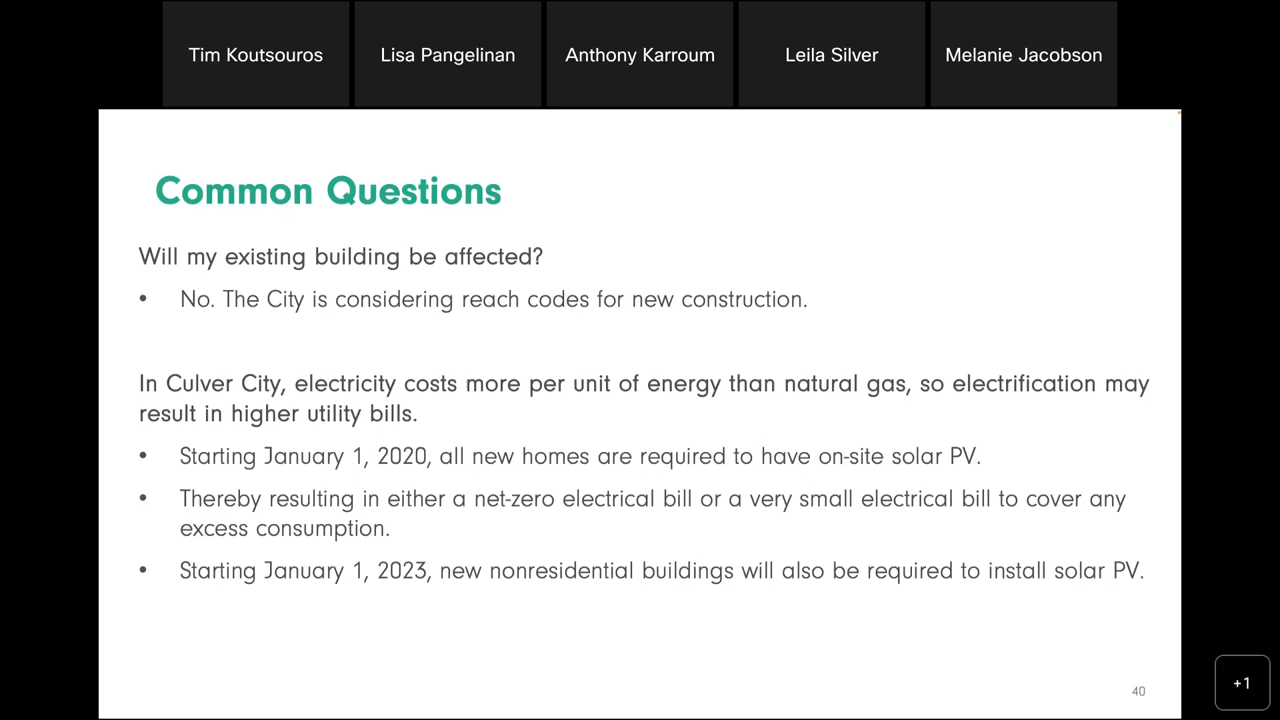 Tim Koutsouros
Lisa Pangelinan
Anthony Karroum
Leila Silver
Melanie Jacobson
Common Questions
Will my existing building be affected?
• No. The City is considering reach codes for new construction.
In Culver City, electricity costs more per unit of energy than natural gas, so electrification may
result in higher utility bills.
• Starting January 1, 2020, all new homes are required to have on-site solar PV.
• Thereby resulting in either a net-zero electrical bill or a very small electrical bill to cover any
excess consumption.
• Starting January 1, 2023, new nonresidential buildings will also be required to install solar PV.
40
+1